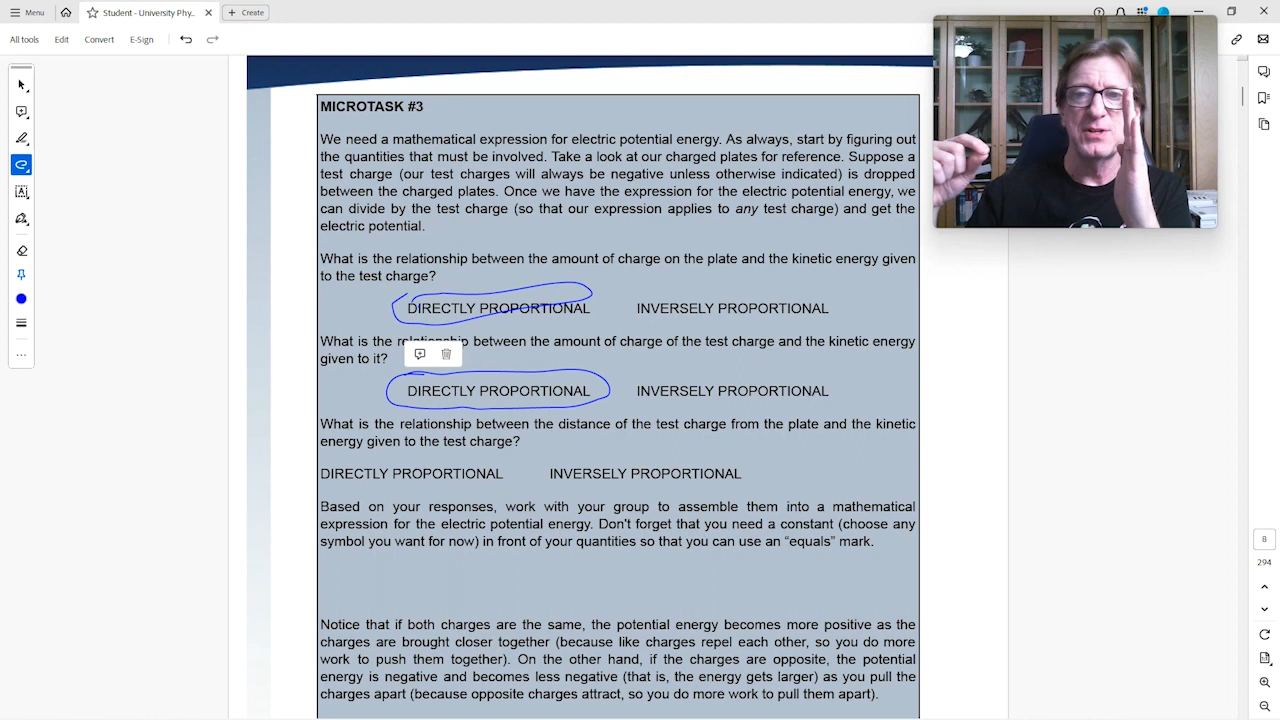 Menu
Student - University Phy...
Create
All tools
Edit
Convert
E-Sign
MICROTASK #3
We need a mathematical expression for electric potential energy. As always, start by figuring out
the quantities that must be involved. Take a look at our charged plates for reference. Suppose a
test charge (our test charges will always be negative unless otherwise indicated) is dropped
between the charged plates. Once we have the expression for the electric potential energy, we
can divide by the test charge (so that our expression applies to any test charge) and get the
electric potential.
What is the relationship between the amount of charge on the plate and the kinetic energy given
to the test charge?
DIRECTLY PROPORTIONAL INVERSELY PROPORTIONAL
What is the relationship between the amount of charge of the test charge and the kinetic energy
given to it?
DIRECTLY PROPORTIONAL INVERSELY PROPORTIONAL
What is the relationship between the distance of the test charge from the plate and the kinetic
energy given to the test charge?
DIRECTLY PROPORTIONAL INVERSELY PROPORTIONAL
Based on your responses, work with your group to assemble them into a mathematical
expression for the electric potential energy. Don't forget that you need a constant (choose any
symbol you want for now) in front of your quantities so that you can use an “equals” mark.
Notice that if both charges are the same, the potential energy becomes more positive as the
charges are brought closer together (because like charges repel each other, so you do more
work to push them together). On the other hand, if the charges are opposite, the potential
energy is negative and becomes less negative (that is, the energy gets larger) as you pull the
charges apart (because opposite charges attract, so you do more work to pull them apart).
8
294